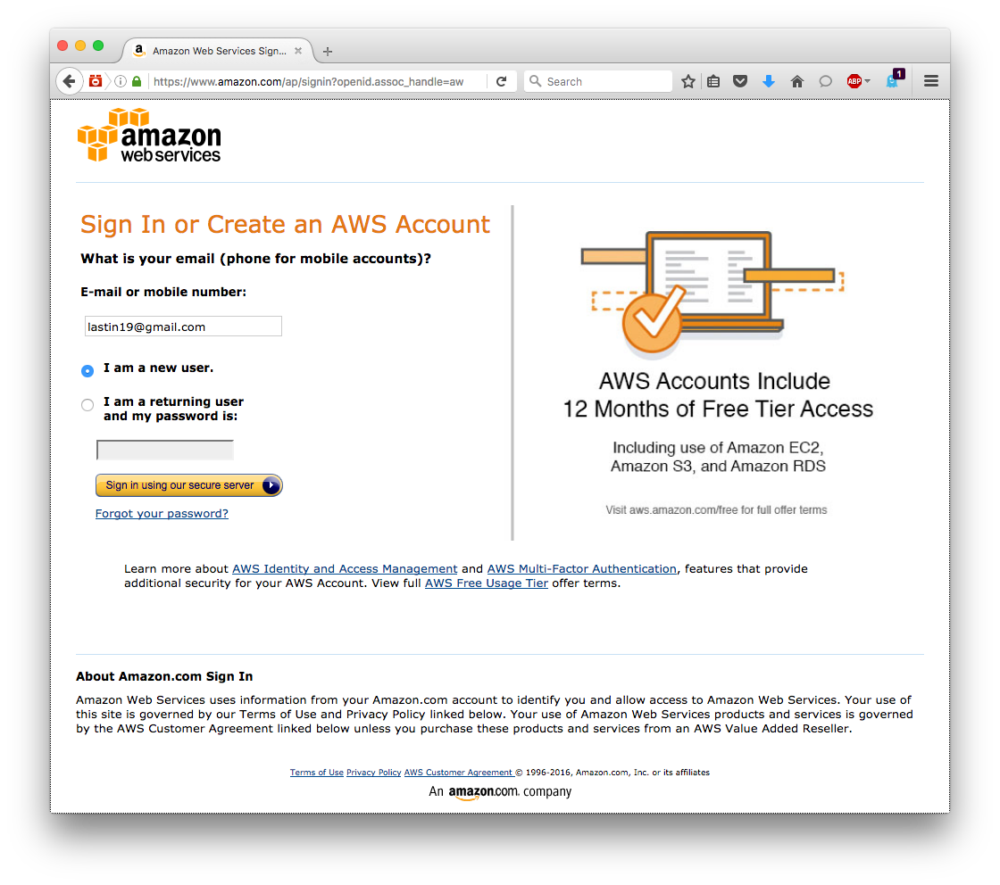 Amazon Web Services Sign...
https://www.amazon.com/ap/signin?openid.assoc_handle=aw
Search
ABP
1
amazon
web services
Sign In or Create an AWS Account
What is your email (phone for mobile accounts)?
E-mail or mobile number:
lastin19@gmail.com
I am a new user.
I am a returning user
and my password is:
Sign in using our secure server
Forgot your password?
AWS Accounts Include
12 Months of Free Tier Access
Including use of Amazon EC2,
Amazon S3, and Amazon RDS
Visit aws.amazon.com/free for full offer terms
Learn more about AWS Identity and Access Management and AWS Multi-Factor Authentication, features that provide
additional security for your AWS Account. View full AWS Free Usage Tier offer terms.
About Amazon.com Sign In
Amazon Web Services uses information from your Amazon.com account to identify you and allow access to Amazon Web Services. Your use of
this site is governed by our Terms of Use and Privacy Policy linked below. Your use of Amazon Web Services products and services is governed
by the AWS Customer Agreement linked below unless you purchase these products and services from an AWS Value Added Reseller.
Terms of Use Privacy Policy AWS Customer Agreement © 1996-2016, Amazon.com, Inc. or its affiliates
An amazon.com. company